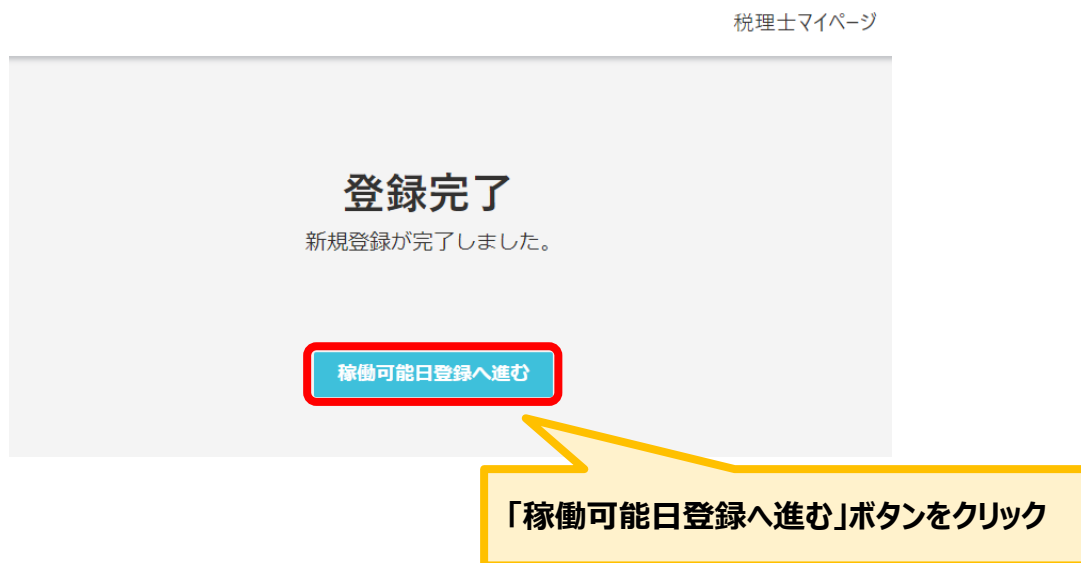 税理士マイページ
登録完了
新規登録が完了しました。
稼働可能日登録へ進む
「稼働可能日登録へ進む」ボタンをクリック